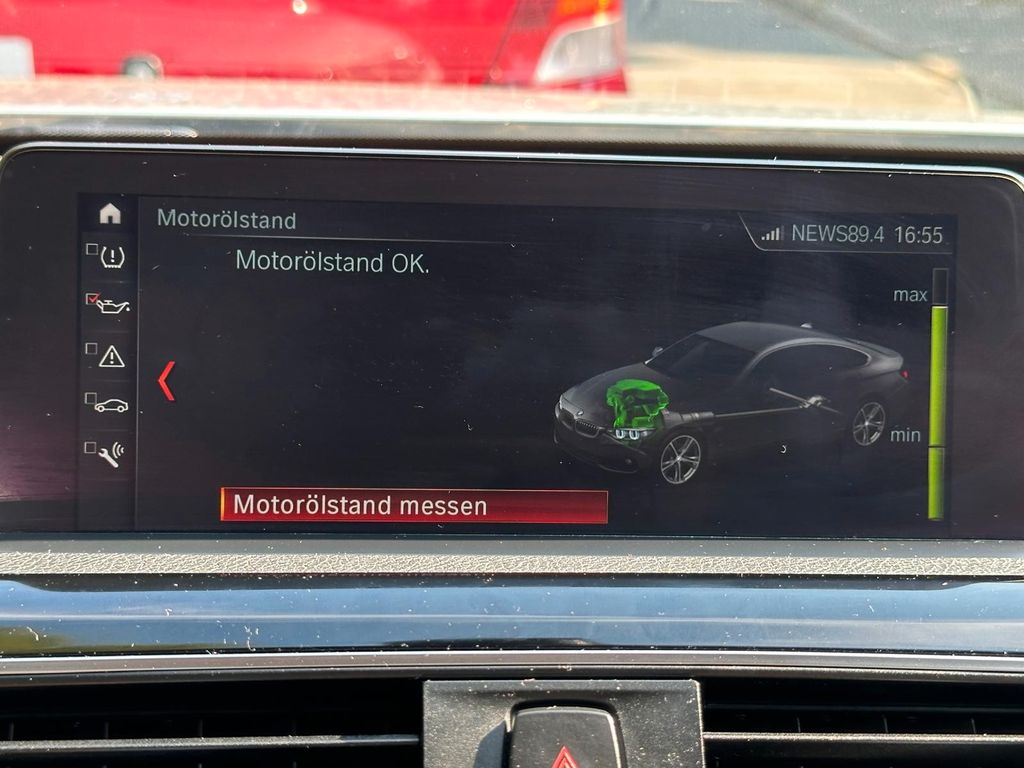 Motorölstand
NEWS89.4 16:55
Motorölstand OK.
max
min
Motorölstand messen